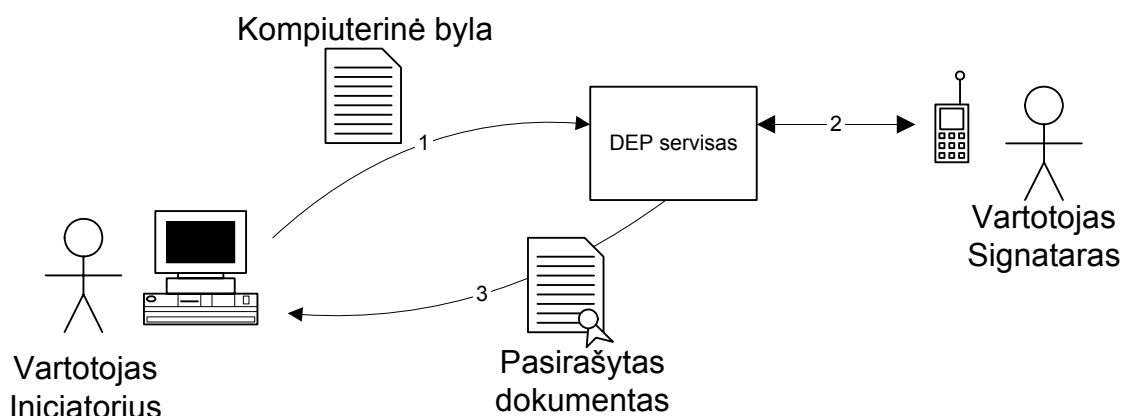 Kompiuterinė byla
1
DEP servisas
2
Vartotojas
Signataras
3
Pasirašytas
dokumentas
Vartotojas
Iniciatorius